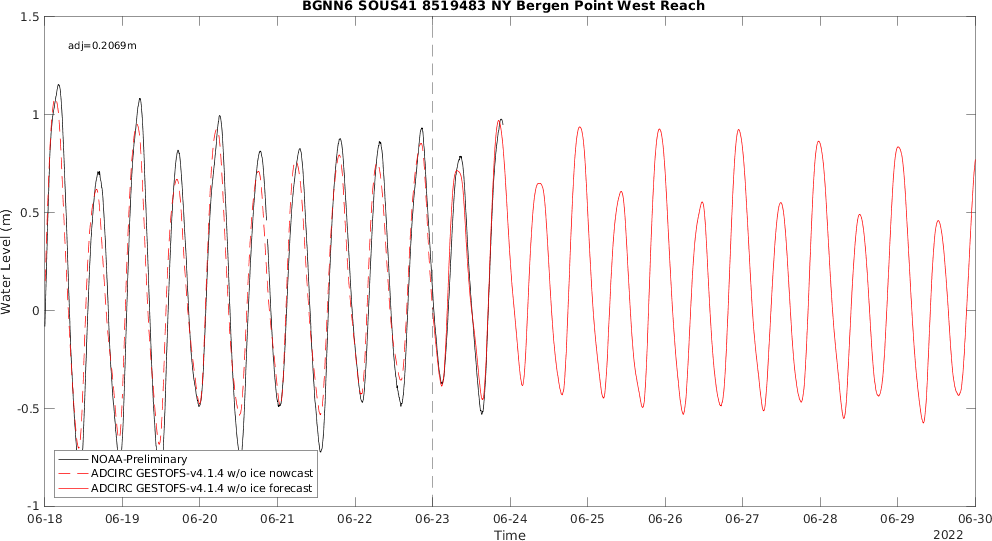 BGNN6 SOUS41 8519483 NY Bergen Point West Reach
1.5
adj=0.2069m
1
0.5
0
-0.5
-1
Water Level (m)
NOAA-Preliminary
ADCIRC GESTOFS-v4.1.4 w/o ice nowcast
ADCIRC GESTOFS-v4.1.4 w/o ice forecast
06-18 06-19 06-20 06-21 06-22 06-23 06-24 06-25 06-26 06-27 06-28 06-29 06-30
Time
2022